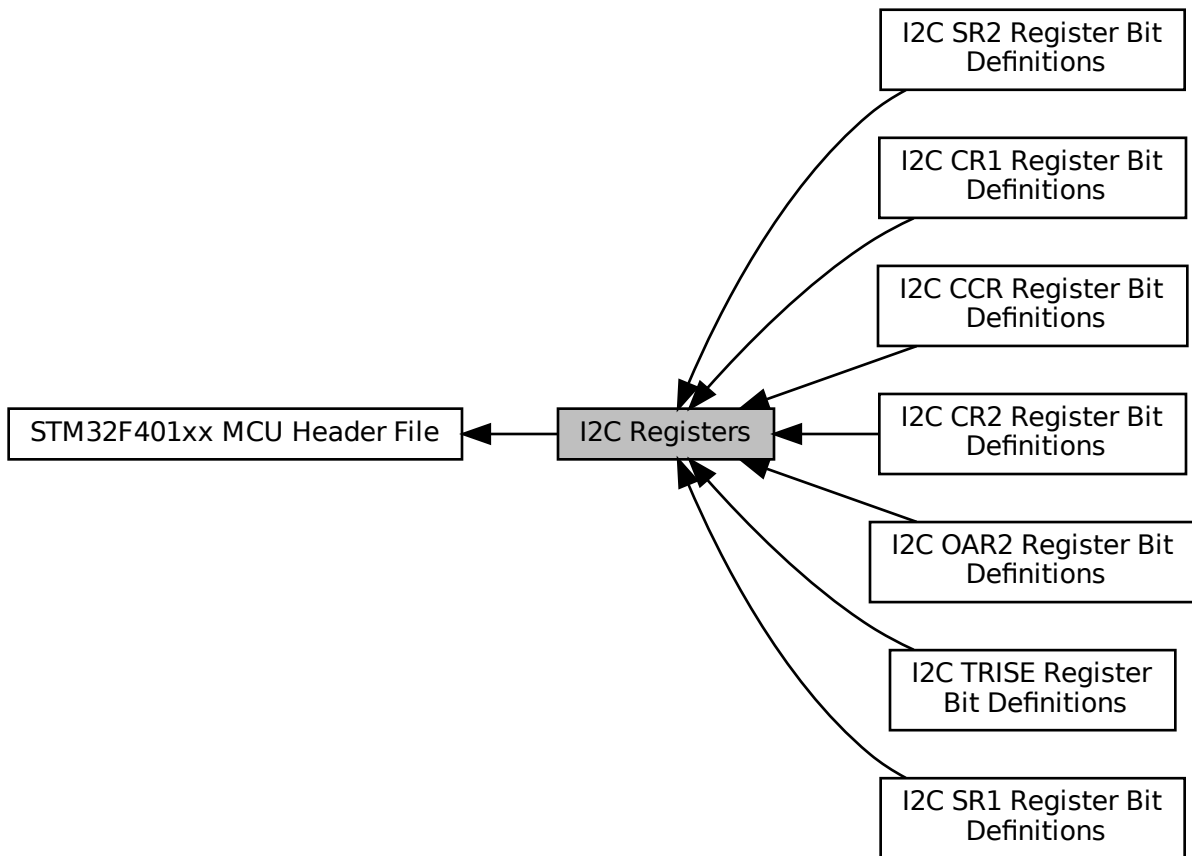 I2C SR2 Register Bit
Definitions
I2C CR1 Register Bit
Definitions
I2C CCR Register Bit
Definitions
STM32F401xx MCU Header File
I2C Registers
I2C CR2 Register Bit
Definitions
I2C OAR2 Register Bit
Definitions
I2C TRISE Register
Bit Definitions
I2C SR1 Register Bit
Definitions